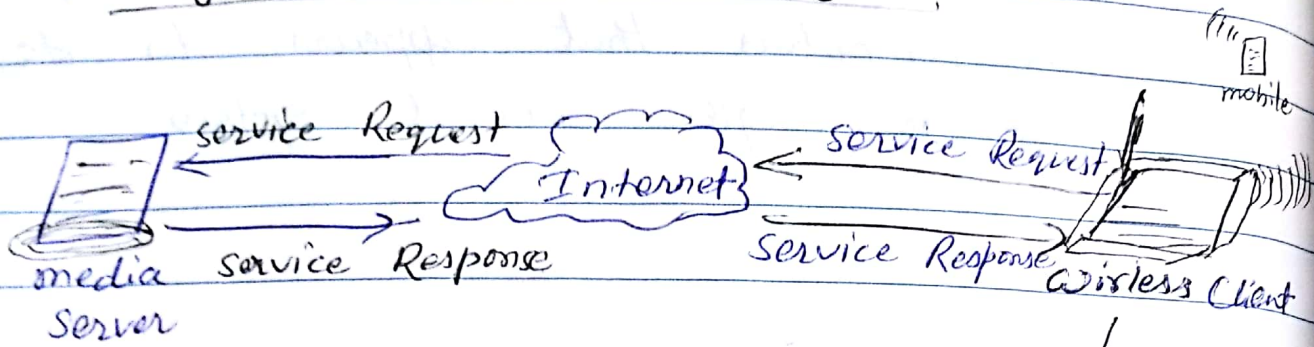 mobile
Service Request
Service Request
Internet
Service Response
Service Response
media
Server
Wirless Client